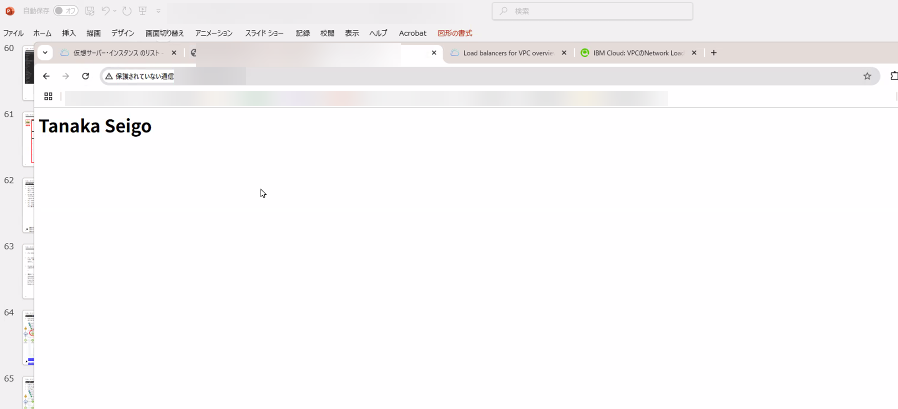 自動保存 オフ 検索
ファイル ホーム 挿入 描画 デザイン 画面切り替え アニメーション スライド ショー 記録 校閲 表示 ヘルプ Acrobat 図形の書式
60
仮想サーバー・インスタンス のリスト - Load balancers for VPC overvie IBM Cloud: VPCのNetwork Loa
保護されていない通信
61
Tanaka Seigo
62
63
64
65